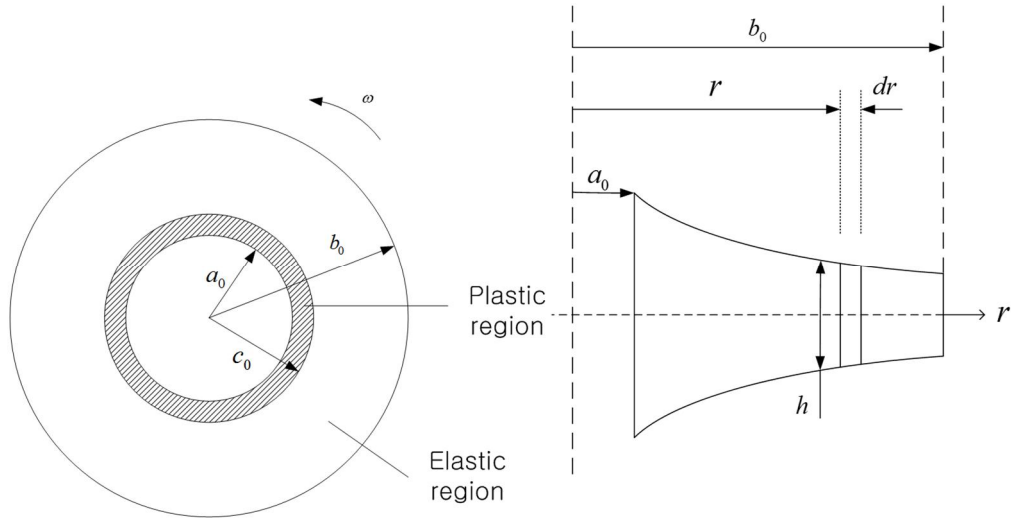 ω
b₀
a₀
c₀
Plastic
region
Elastic
region
b₀
r
dr
a₀
r
h